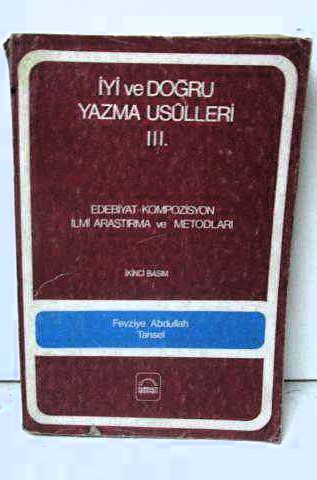 İYİ ve DOĞRU
YAZMA USÛLLERİ
III.
EDEBİYAT-KOMPOZİSYON
İLMİ ARAŞTIRMA ve METODLARI
İKİNCİ BASIM
Fevziye Abdullah
Tansel